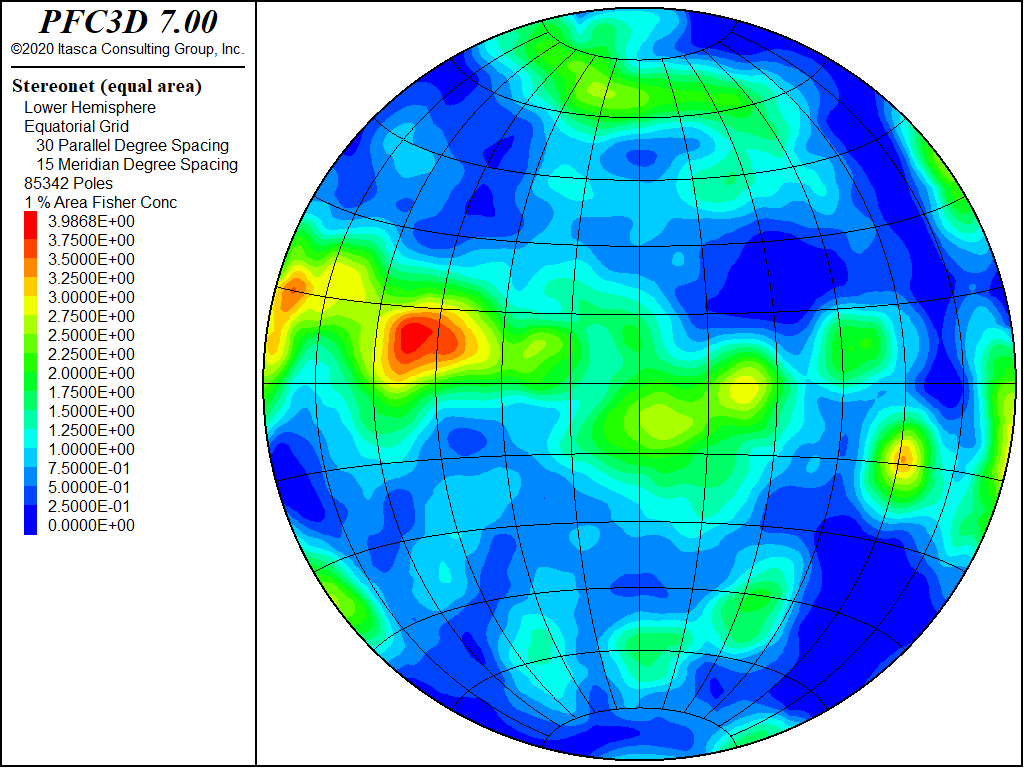 PFC3D 7.00
©2020 Itasca Consulting Group, Inc.
Stereonet (equal area)
Lower Hemisphere
Equatorial Grid
30 Parallel Degree Spacing
15 Meridian Degree Spacing
85342 Poles
1 % Area Fisher Conc
3.9868E+00
3.7500E+00
3.5000E+00
3.2500E+00
3.0000E+00
2.7500E+00
2.5000E+00
2.2500E+00
2.0000E+00
1.7500E+00
1.5000E+00
1.2500E+00
1.0000E+00
7.5000E-01
5.0000E-01
2.5000E-01
0.0000E+00